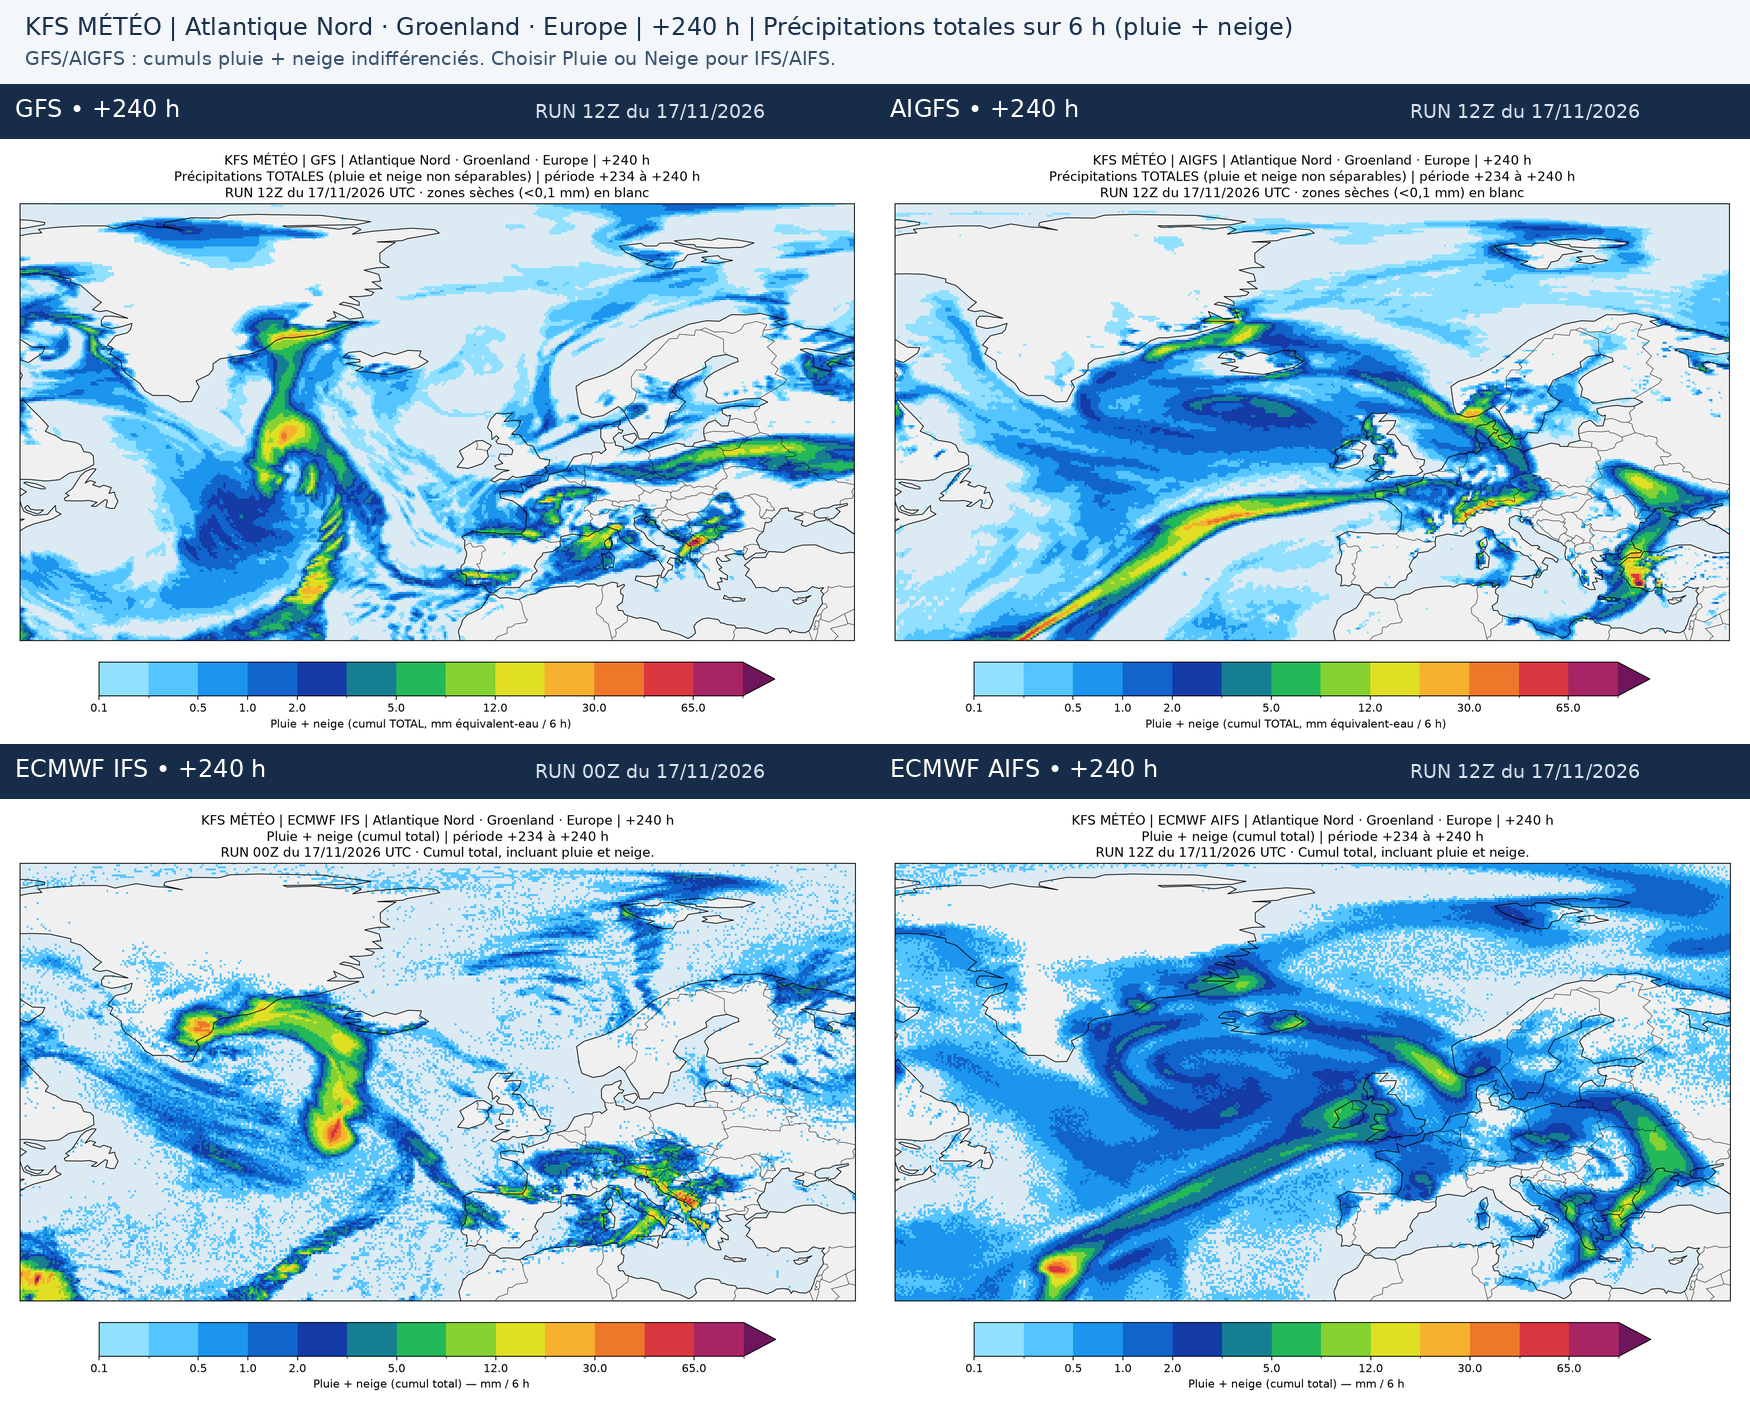 KFS MÉTÉO | Atlantique Nord · Groenland · Europe | +240 h | Précipitations totales sur 6 h (pluie + neige)
GFS/AIGFS : cumuls pluie + neige indifférenciés. Choisir Pluie ou Neige pour IFS/AIFS.
GFS • +240 h
RUN 12Z du 17/11/2026
AIGFS • +240 h
RUN 12Z du 17/11/2026
KFS MÉTÉO | GFS | Atlantique Nord · Groenland · Europe | +240 h
Précipitations TOTALES (pluie et neige non séparables) | période +234 à +240 h
RUN 12Z du 17/11/2026 UTC · zones sèches (<0,1 mm) en blanc
KFS MÉTÉO | AIGFS | Atlantique Nord · Groenland · Europe | +240 h
Précipitations TOTALES (pluie et neige non séparables) | période +234 à +240 h
RUN 12Z du 17/11/2026 UTC · zones sèches (<0,1 mm) en blanc
0.1 0.5 1.0 2.0 5.0 12.0 30.0 65.0
Pluie + neige (cumul TOTAL, mm équivalent-eau / 6 h)
0.1 0.5 1.0 2.0 5.0 12.0 30.0 65.0
Pluie + neige (cumul TOTAL, mm équivalent-eau / 6 h)
ECMWF IFS • +240 h
RUN 00Z du 17/11/2026
ECMWF AIFS • +240 h
RUN 12Z du 17/11/2026
KFS MÉTÉO | ECMWF IFS | Atlantique Nord · Groenland · Europe | +240 h
Pluie + neige (cumul total) | période +234 à +240 h
RUN 00Z du 17/11/2026 UTC · Cumul total, incluant pluie et neige.
KFS MÉTÉO | ECMWF AIFS | Atlantique Nord · Groenland · Europe | +240 h
Pluie + neige (cumul total) | période +234 à +240 h
RUN 12Z du 17/11/2026 UTC · Cumul total, incluant pluie et neige.
0.1 0.5 1.0 2.0 5.0 12.0 30.0 65.0
Pluie + neige (cumul total) — mm / 6 h
0.1 0.5 1.0 2.0 5.0 12.0 30.0 65.0
Pluie + neige (cumul total) — mm / 6 h